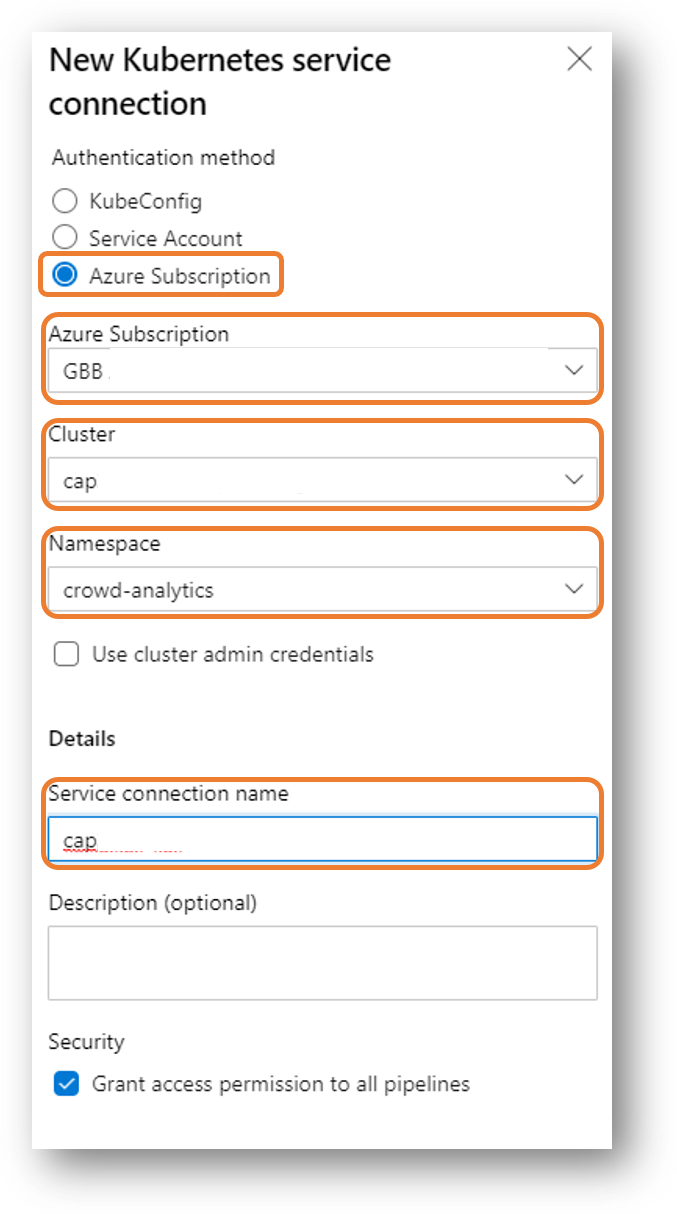 New Kubernetes service
connection
Authentication method
KubeConfig
Service Account
Azure Subscription
Azure Subscription
GBB
Cluster
cap
Namespace
crowd-analytics
Use cluster admin credentials
Details
Service connection name
cap
Description (optional)
Security
Grant access permission to all pipelines